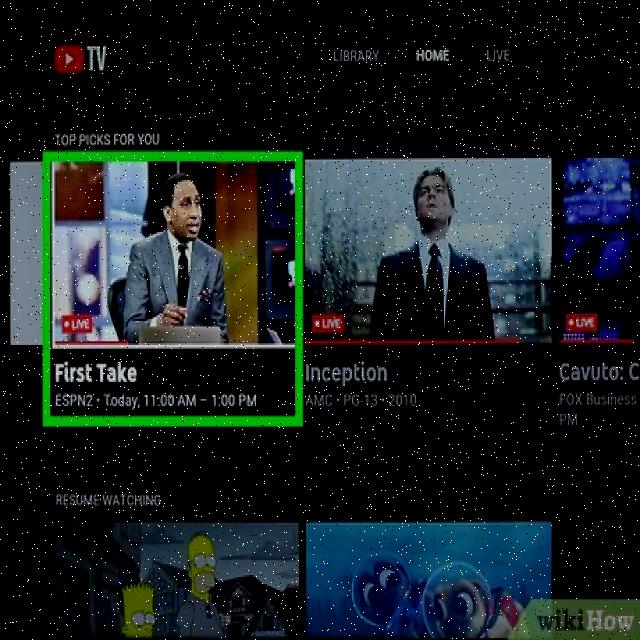 TV
LIBRARY HOME LIVE
TOP PICKS FOR YOU
LIVE LIVE LIVE
First Take Inception Cavuto: C
ESPN2 • Today, 11:00 AM – 1:00 PM AMC • PG-13 • 2010 FOX Business
PM
RESUME WATCHING
wikiHow